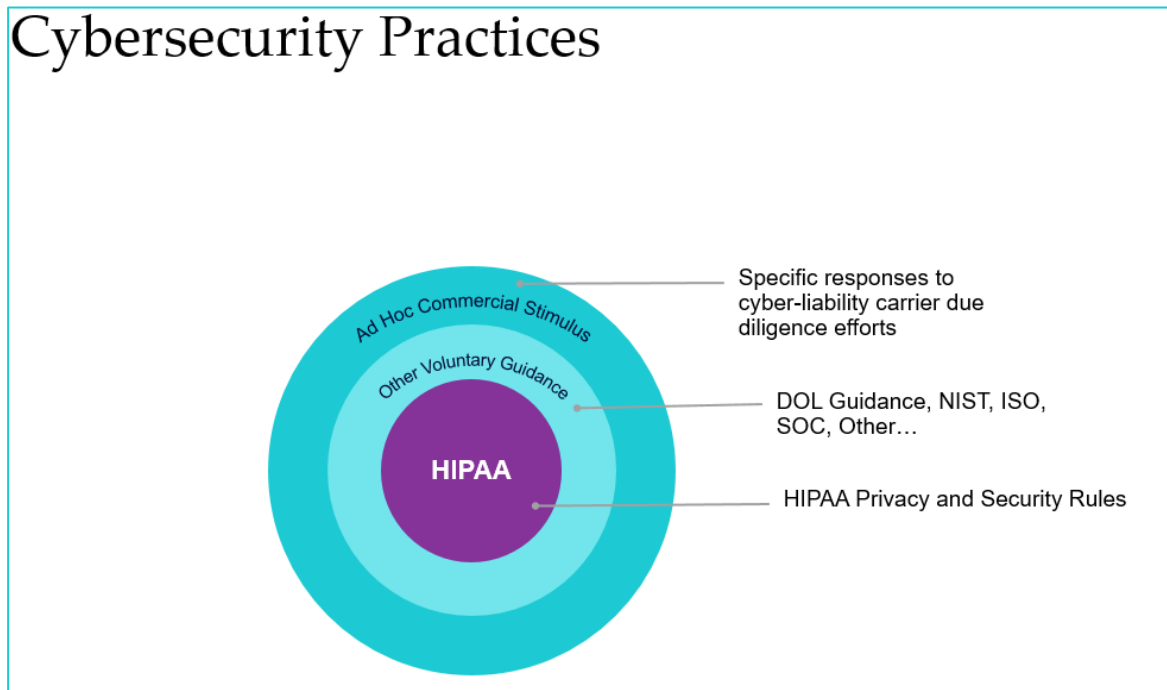 Cybersecurity Practices
Ad Hoc Commercial Stimulus
Other Voluntary Guidance
HIPAA
Specific responses to
cyber-liability carrier due
diligence efforts
DOL Guidance, NIST, ISO,
SOC, Other…
HIPAA Privacy and Security Rules